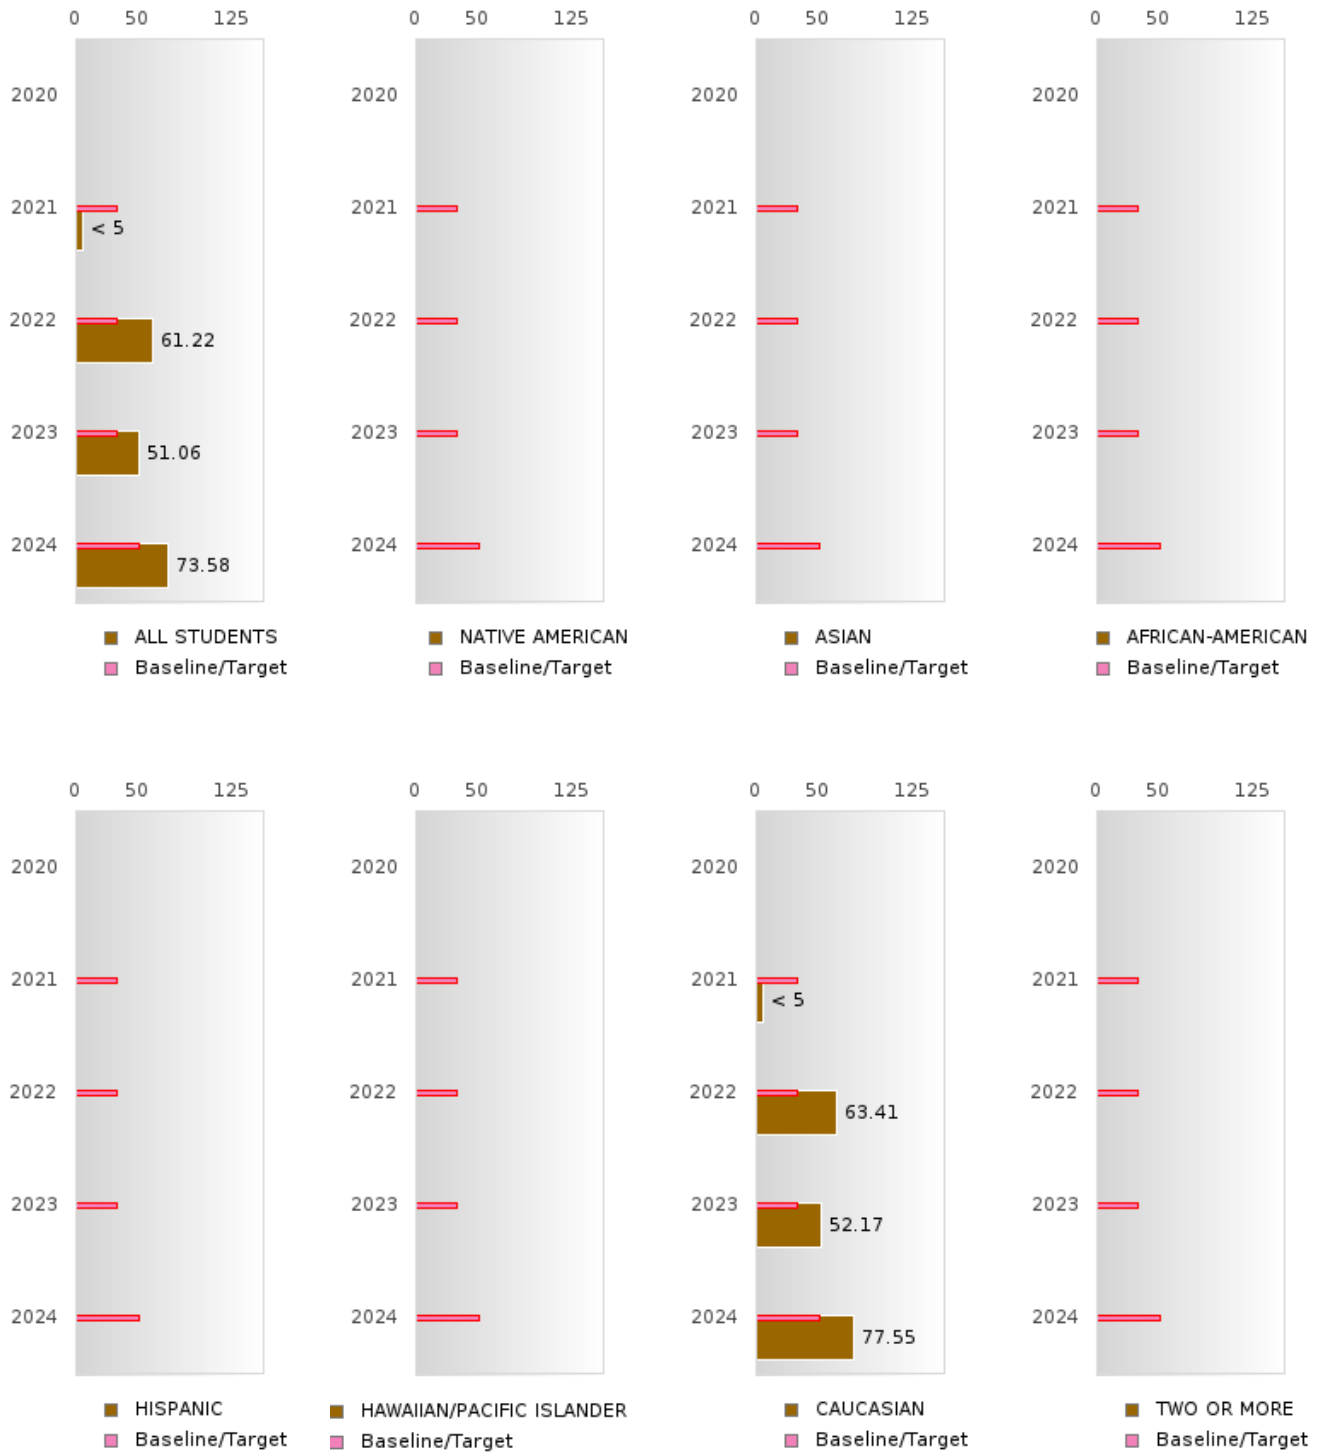 0 50 125 0 50 125 0 50 125 0 50 125
2020 2020 2020 2020
2021 2021 2021 2021
< 5
2022 2022 2022 2022
61.22
2023 2023 2023 2023
51.06
2024 2024 2024 2024
73.58
ALL STUDENTS NATIVE AMERICAN ASIAN AFRICAN-AMERICAN
Baseline/Target Baseline/Target Baseline/Target Baseline/Target
0 50 125 0 50 125 0 50 125 0 50 125
2020 2020 2020 2020
2021 2021 2021 2021
< 5
2022 2022 2022 2022
63.41
2023 2023 2023 2023
52.17
2024 2024 2024 2024
77.55
HISPANIC HAWAIIAN/PACIFIC ISLANDER CAUCASIAN TWO OR MORE
Baseline/Target Baseline/Target Baseline/Target Baseline/Target